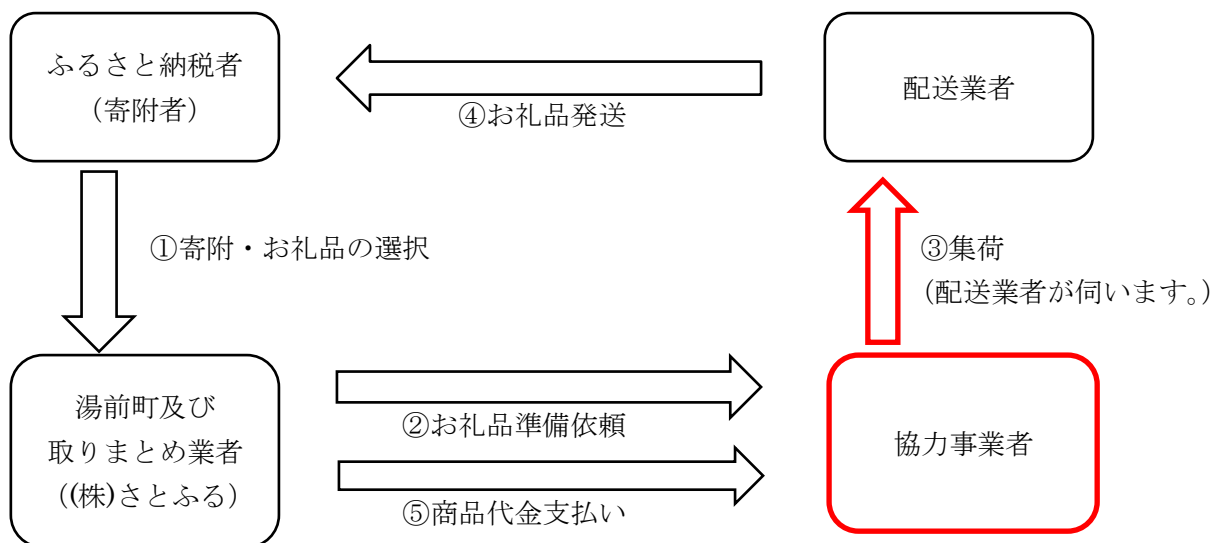 ふるさと納税者
（寄附者）
配送業者
④お礼品発送
①寄附・お礼品の選択
③集荷
（配送業者が伺います。）
湯前町及び
取りまとめ業者
（(株)さとふる）
②お礼品準備依頼
協力事業者
⑤商品代金支払い